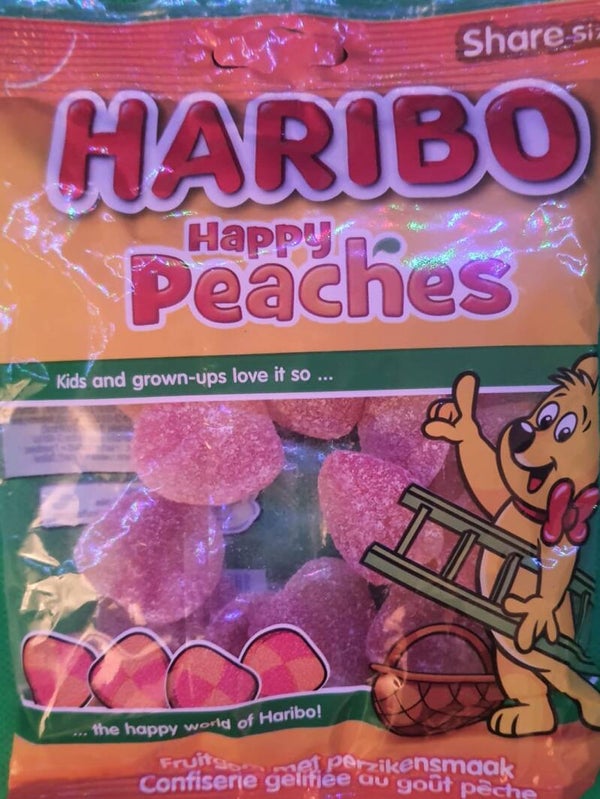 Share si
HARIBO
Happy
Peaches
Kids and grown-ups love it so ...
... the happy world of Haribo!
met perzikensmaak
Confiserie gélifiée au goût pêche